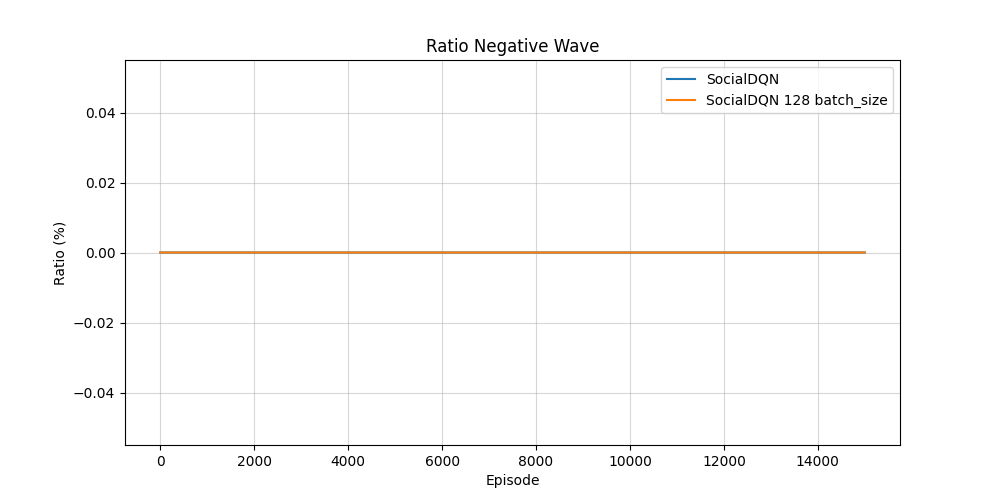 Ratio Negative Wave
SocialDQN
SocialDQN 128 batch_size
Ratio (%)
0.04
0.02
0.00
−0.02
−0.04
0 2000 4000 6000 8000 10000 12000 14000
Episode